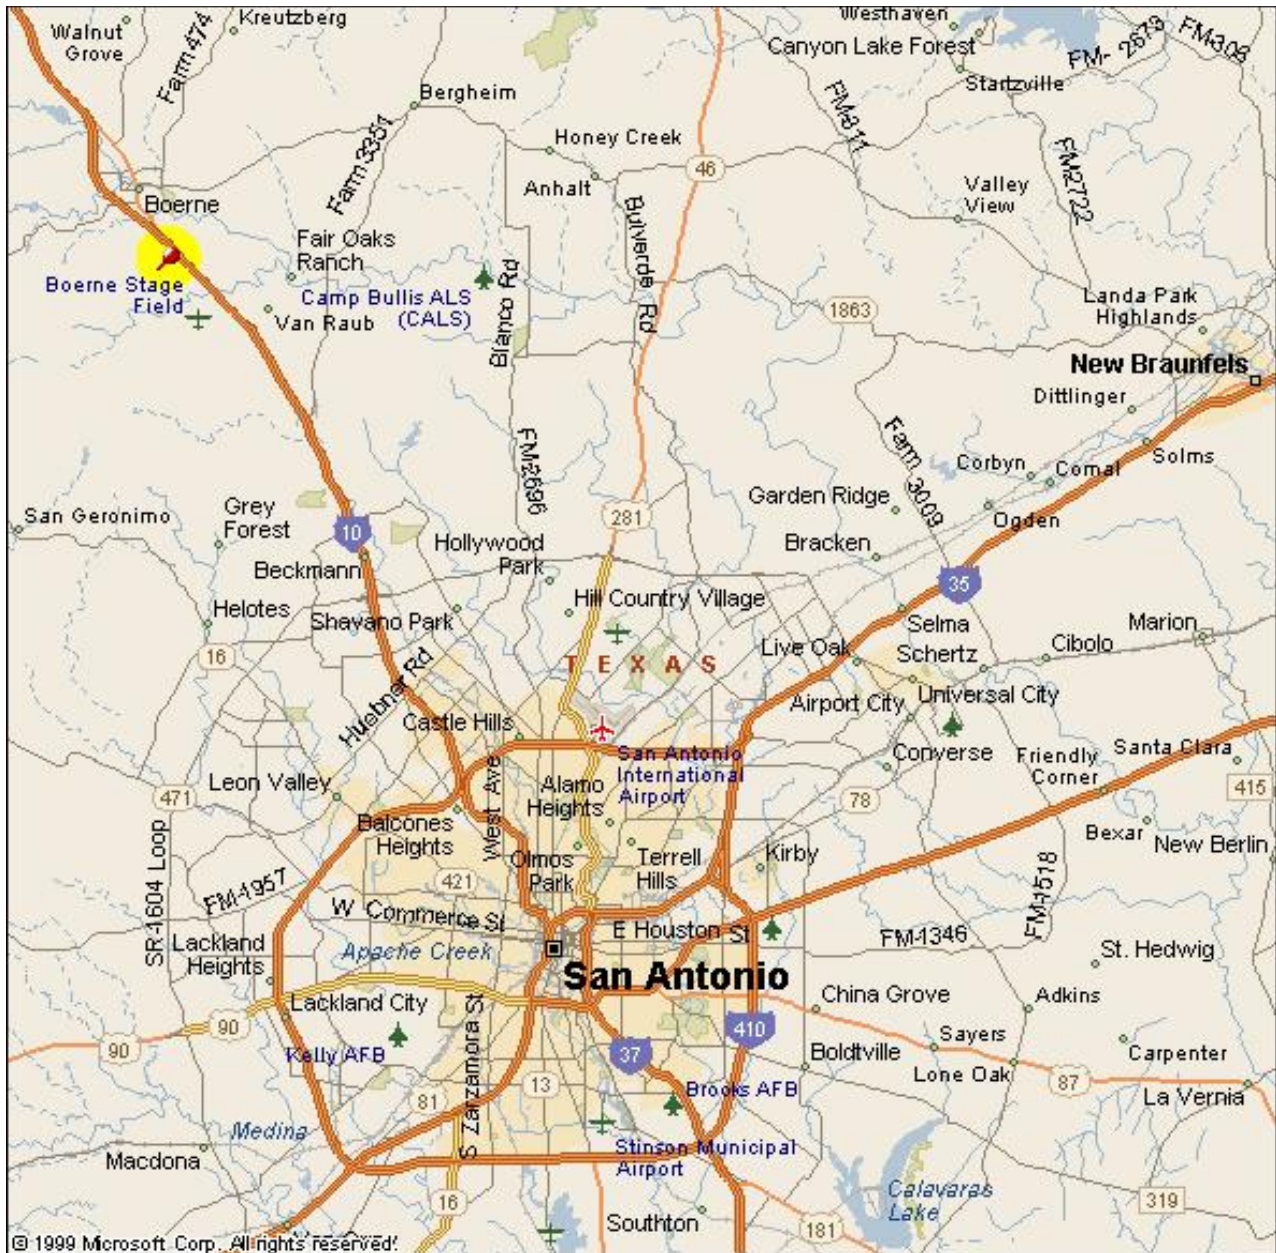 Walnut
Grove
Farm 474
Kreutzberg
Westhaven
Canyon Lake Forest
FM- 2673
FM-306
Startzville
Bergheim
FM-311
Honey Creek
Farm 3351
46
FM2722
Anhalt
Valley
View
Boerne
Bulverde Rd
Fair Oaks
Ranch
Boerne Stage
Field
Camp Bullis ALS
(CALS)
Blanco Rd
Van Raub
1863
Landa Park
Highlands
New Braunfels
Dittlinger
Farm 3009
Corbyn
Comal
Solms
FM-2696
Garden Ridge
Ogden
San Geronimo
Grey
Forest
10
281
Hollywood
Park
Bracken
Beckmann
35
Helotes
Shavano Park
Hill Country Village
Selma
Marion
Live Oak
Schertz
Cibolo
16
TEXAS
Huebner Rd
Airport City
Universal City
Castle Hills
San Antonio
International
Airport
Converse
Friendly
Corner
Santa Clara
Leon Valley
West Ave
Alamo
Heights
471
78
415
Balcones
Heights
Bexar
New Berlin
Olmos
Park
Terrell
Hills
Kirby
SR-1604 Loop
FM-1957
421
FM-1518
W Commerce St
E Houston St
FM-1346
Lackland
Heights
Apache Creek
San Antonio
St. Hedwig
Lackland City
China Grove
Adkins
90
90
S Zarzamora St
410
Sayers
Kelly AFB
37
Boldtville
Carpenter
Lone Oak
87
13
81
Brooks AFB
La Vernia
Medina
Macdona
Stinson Municipal
Airport
Calavaras
Lake
16
Southton
181
319
© 1999 Microsoft Corp. All rights reserved.